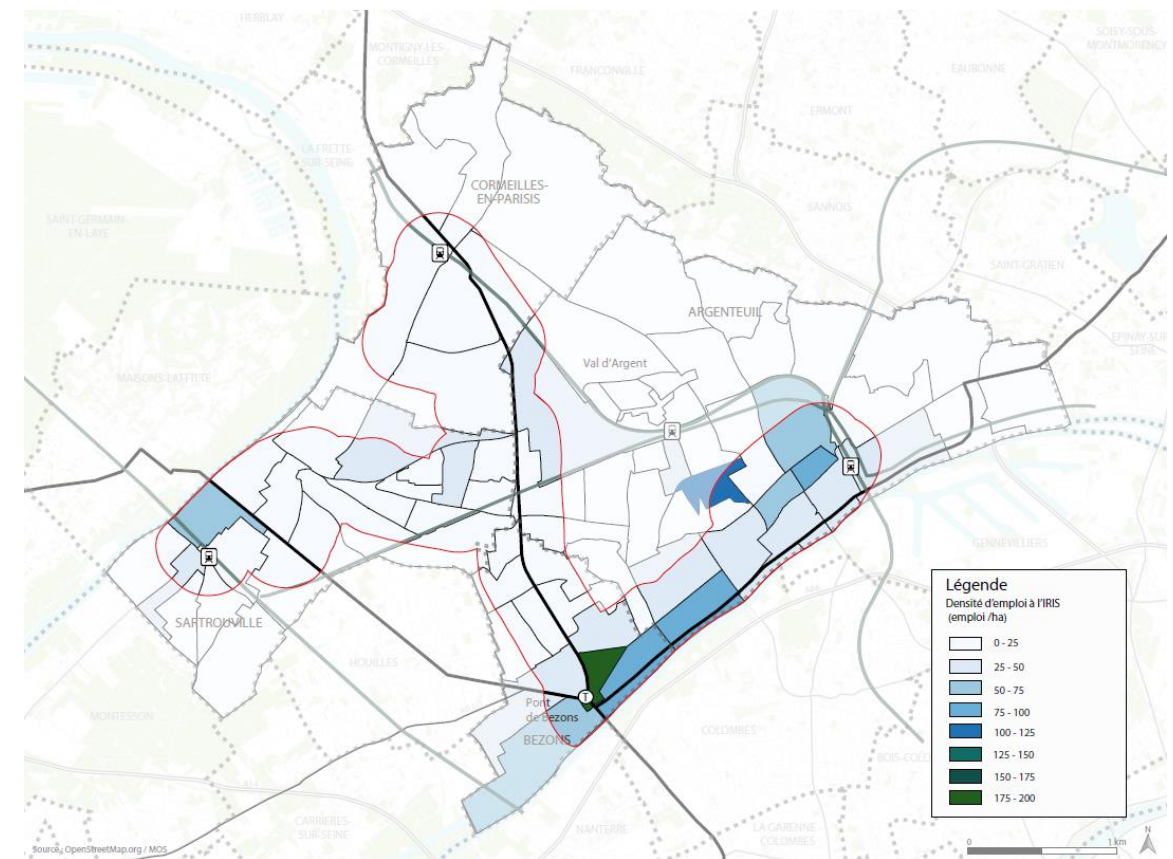 HERBLAY
MONTIGNY-LES-
CORMEILLES
FRANCONVILLE
SOISY-SOUS-
MONTMORENCY
EAUBONNE
ERMONT
LA FRETTE-
SUR-SEINE
CORMEILLES-
EN-PARISIS
SANNOIS
SAINT-GERMAIN-
EN-LAYE
SAINT-GRATIEN
ARGENTEUIL
EPINAY-SUR-
SEINE
Val d'Argent
MAISONS-LAFFITTE
GENNEVILLIERS
SARTROUVILLE
HOUILLES
MONTESSON
Pont
de Bezons
BEZONS
T
COLOMBES
BOIS-COLO
A14
CARRIERES-
SUR-SEINE
NANTERRE
LA GARENNE
-COLOMBES
Légende
Densité d'emploi à l'IRIS
(emploi /ha)
0 - 25
25 - 50
50 - 75
75 - 100
100 - 125
125 - 150
150 - 175
175 - 200
Source : OpenStreetMap.org / MOS
0 1 km
N